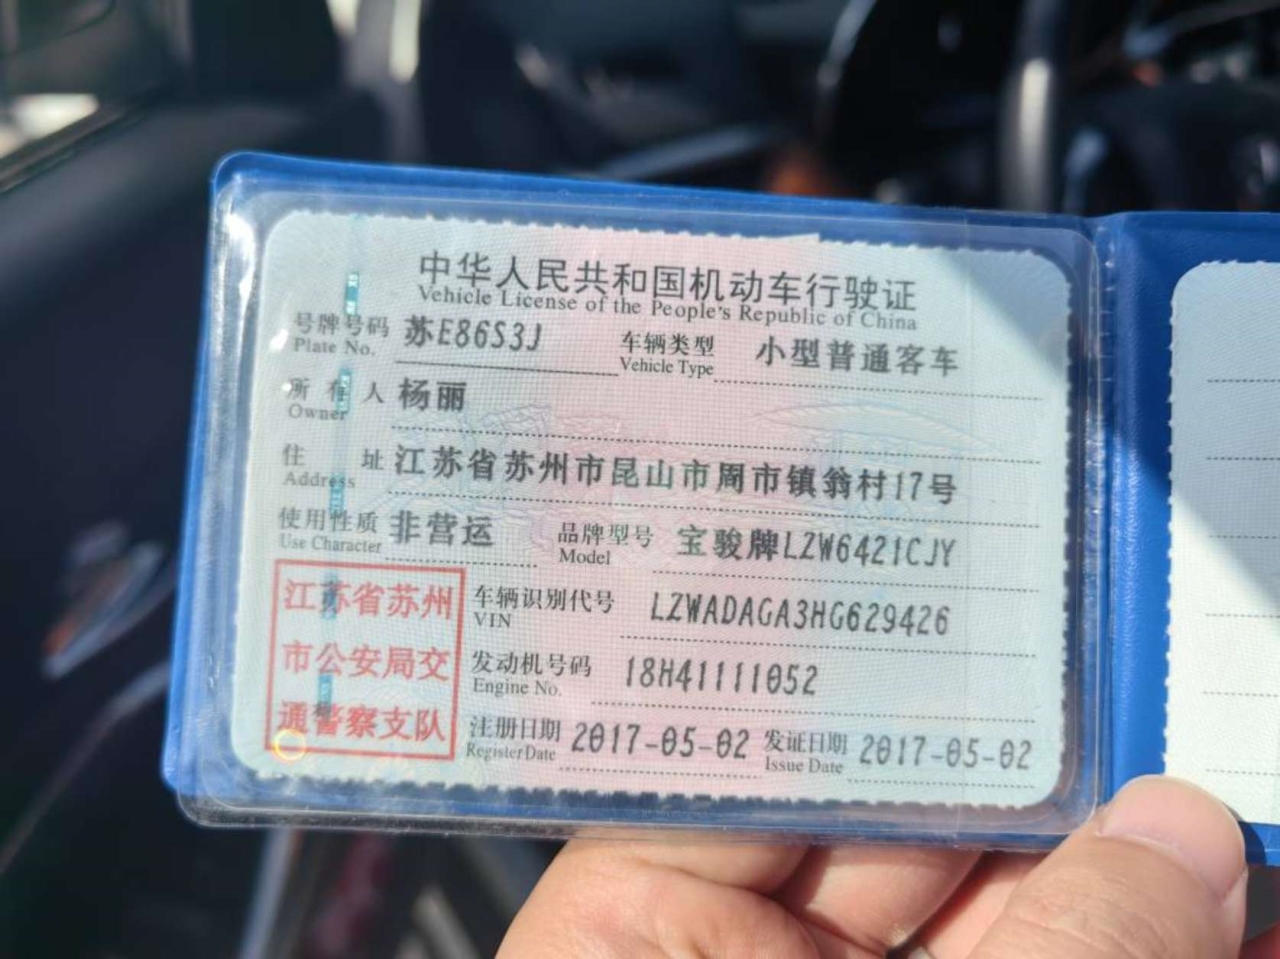 中华人民共和国机动车行驶证
Vehicle License of the People's Republic of China
号牌号码 苏E86S3J 车辆类型 小型普通客车
Plate No. Vehicle Type
所有人 杨丽
Owner
住址 江苏省苏州市昆山市周市镇翁村17号
Address
使用性质 非营运 品牌型号 宝骏牌LZW6421CJY
Use Character Model
江苏省苏州
市公安局交
通警察支队
车辆识别代号 LZWADAGA3HG629426
VIN
发动机号码 18H41111052
Engine No.
注册日期 2017-05-02 发证日期 2017-05-02
Register Date Issue Date